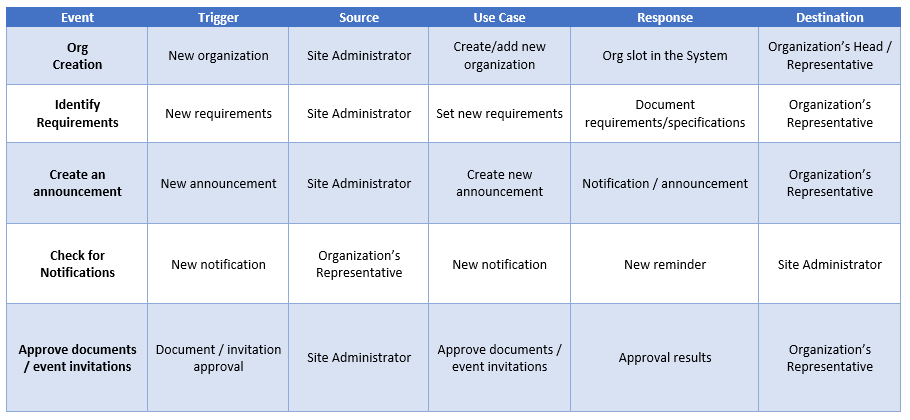 Event Trigger Source Use Case Response Destination
Org
Creation
New organization
Site Administrator
Create/add new
organization
Org slot in the System
Organization's Head /
Representative
Identify
Requirements
New requirements
Site Administrator
Set new requirements
Document
requirements/specifications
Organization's
Representative
Create an
announcement
New announcement
Site Administrator
Create new
announcement
Notification / announcement
Organization's
Representative
Check for
Notifications
New notification
Organization's
Representative
New notification
New reminder
Site Administrator
Approve documents
/ event invitations
Document / invitation
approval
Site Administrator
Approve documents /
event invitations
Approval results
Organization's
Representative